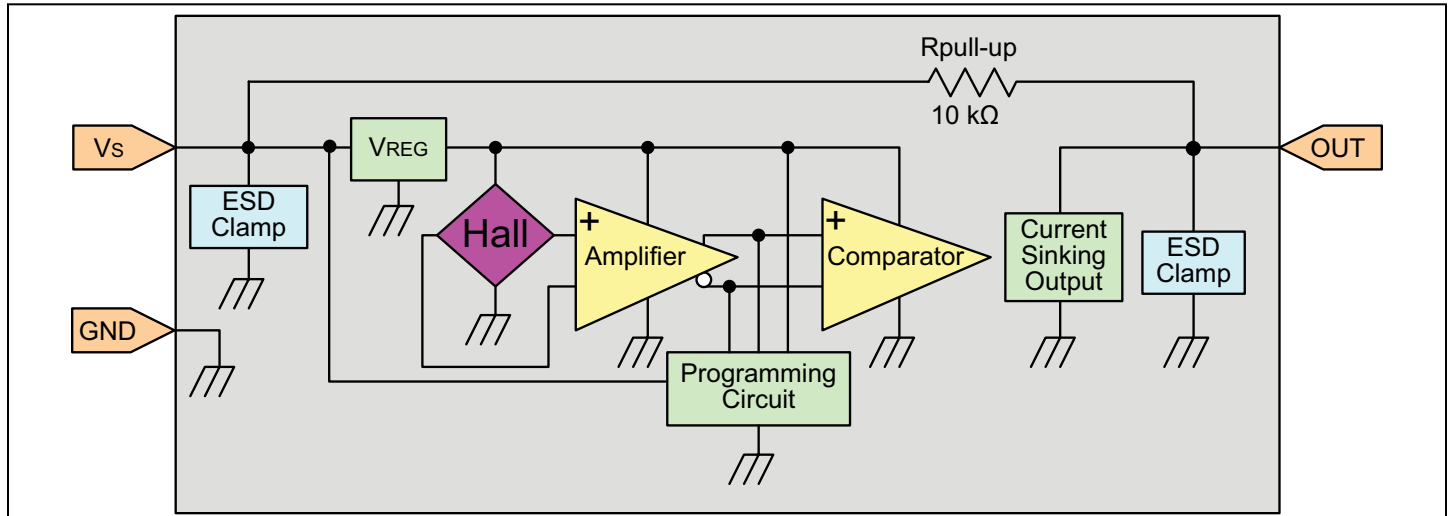 Rpull-up
10 kΩ
VS
VREG
OUT
ESD
Clamp
Hall
+
Amplifier
+
Comparator
Current
Sinking
Output
ESD
Clamp
GND
Programming
Circuit